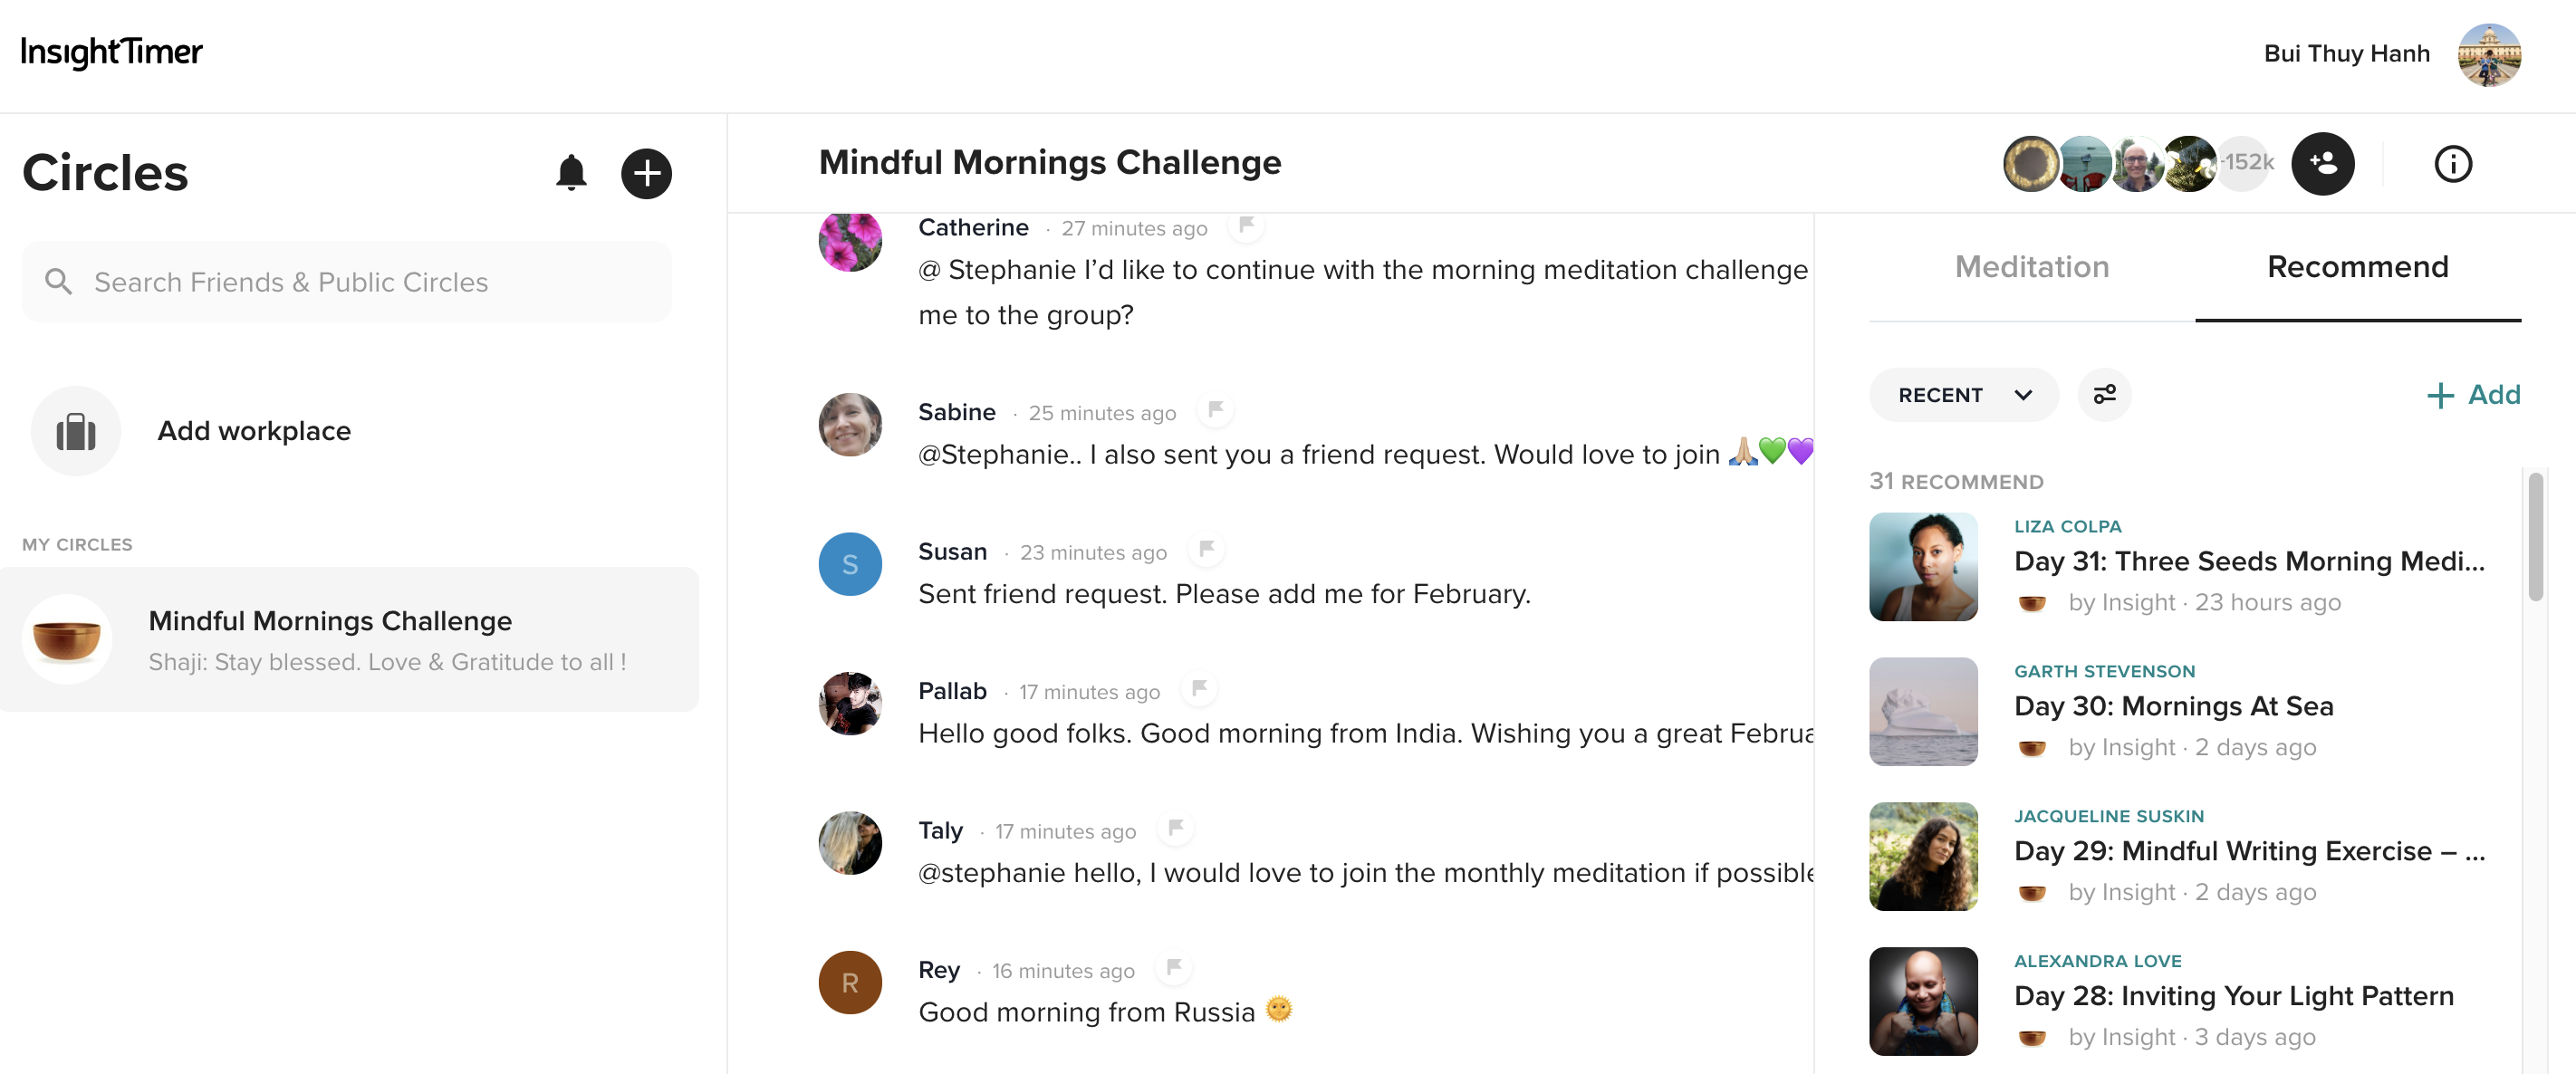 InsightTimer
Bui Thuy Hanh
Circles
Search Friends & Public Circles
Add workplace
MY CIRCLES
Mindful Mornings Challenge
Shaji: Stay blessed. Love & Gratitude to all !
Mindful Mornings Challenge
152k
Catherine · 27 minutes ago
@ Stephanie I’d like to continue with the morning meditation challenge
me to the group?
Sabine · 25 minutes ago
@Stephanie.. I also sent you a friend request. Would love to join 🙏🏼💚💜
S
Susan · 23 minutes ago
Sent friend request. Please add me for February.
Pallab · 17 minutes ago
Hello good folks. Good morning from India. Wishing you a great Februa
Taly · 17 minutes ago
@stephanie hello, I would love to join the monthly meditation if possible
R
Rey · 16 minutes ago
Good morning from Russia 🌞
Meditation
Recommend
RECENT
+ Add
31 RECOMMEND
LIZA COLPA
Day 31: Three Seeds Morning Medi...
by Insight · 23 hours ago
GARTH STEVENSON
Day 30: Mornings At Sea
by Insight · 2 days ago
JACQUELINE SUSKIN
Day 29: Mindful Writing Exercise – ...
by Insight · 2 days ago
ALEXANDRA LOVE
Day 28: Inviting Your Light Pattern
by Insight · 3 days ago